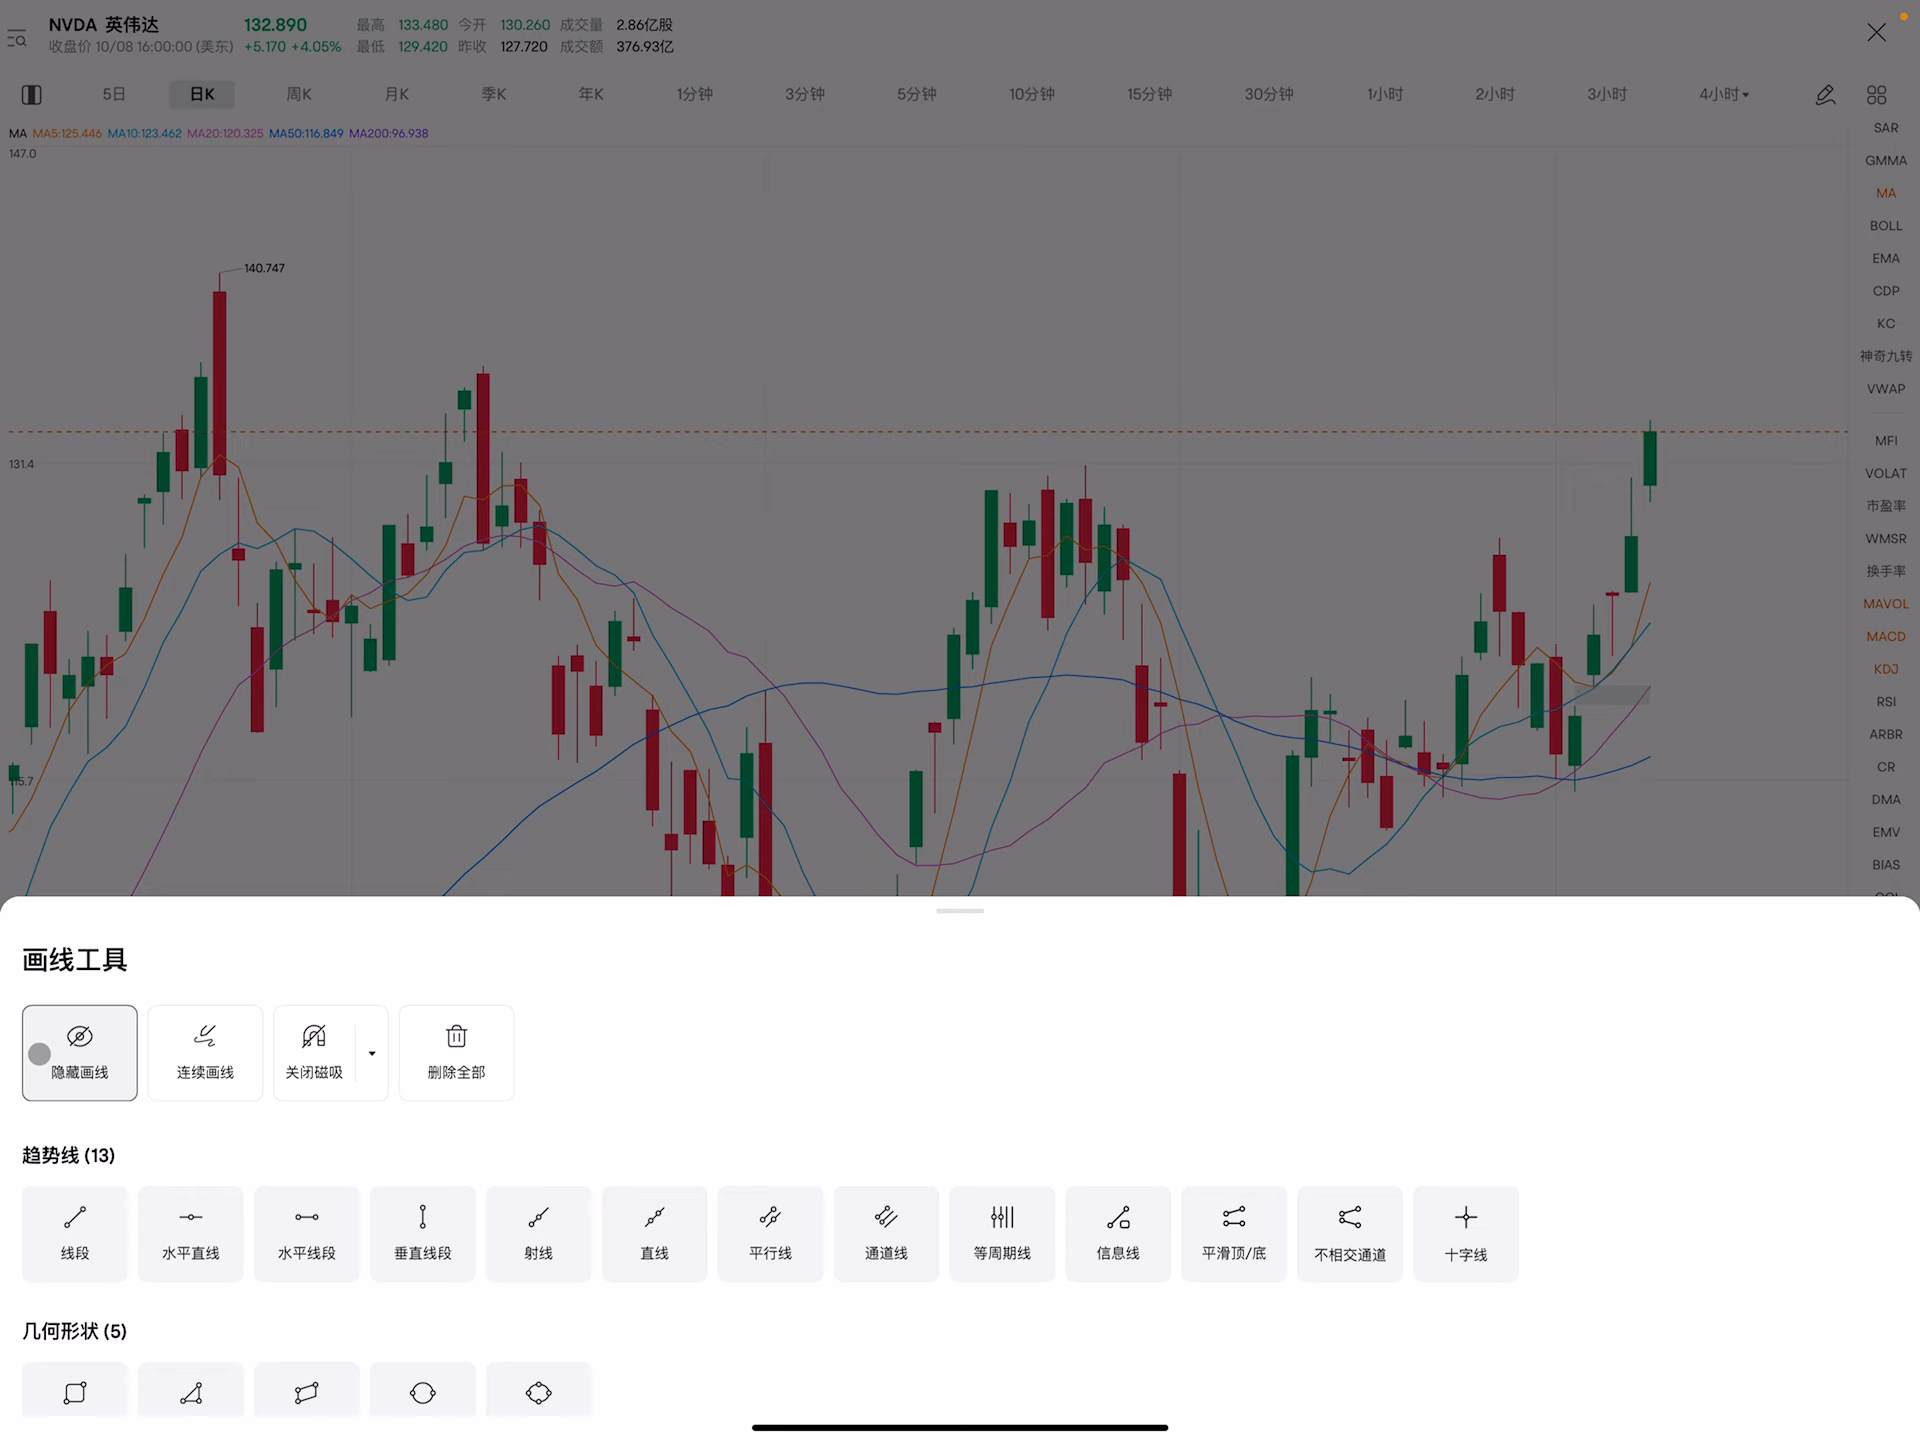 NVDA 英伟达 132.890 最高 133.480 今开 130.260 成交量 2.86亿股
收盘价 10/08 16:00:00 (美东) +5.170 +4.05% 最低 129.420 昨收 127.720 成交额 376.93亿
5日 日K 周K 月K 季K 年K 1分钟 3分钟 5分钟 10分钟 15分钟 30分钟 1小时 2小时 3小时 4小时
MA MA5:125.446 MA10:123.462 MA20:120.325 MA50:116.849 MA200:96.938
147.0
140.747
131.4
SAR
GMMA
MA
BOLL
EMA
CDP
KC
神奇九转
VWAP
MFI
VOLAT
市盈率
WMSR
换手率
MAVOL
MACD
KDJ
RSI
ARBR
CR
DMA
EMV
BIAS
画线工具
隐藏画线 连续画线 关闭磁吸 删除全部
趋势线 (13)
线段 水平直线 水平线段 垂直线段 射线 直线 平行线 通道线 等周期线 信息线 平滑顶/底 不相交通道 十字线
几何形状 (5)